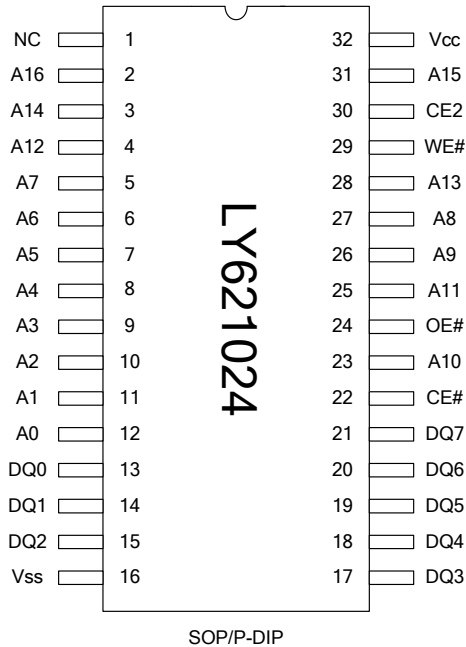 NC 1 32 Vcc
A16 2 31 A15
A14 3 30 CE2
A12 4 29 WE#
A7 5 28 A13
A6 6 27 A8
A5 7 26 A9
A4 8 25 A11
A3 9 24 OE#
A2 10 23 A10
A1 11 22 CE#
A0 12 21 DQ7
DQ0 13 20 DQ6
DQ1 14 19 DQ5
DQ2 15 18 DQ4
Vss 16 17 DQ3
LY621024
SOP/P-DIP